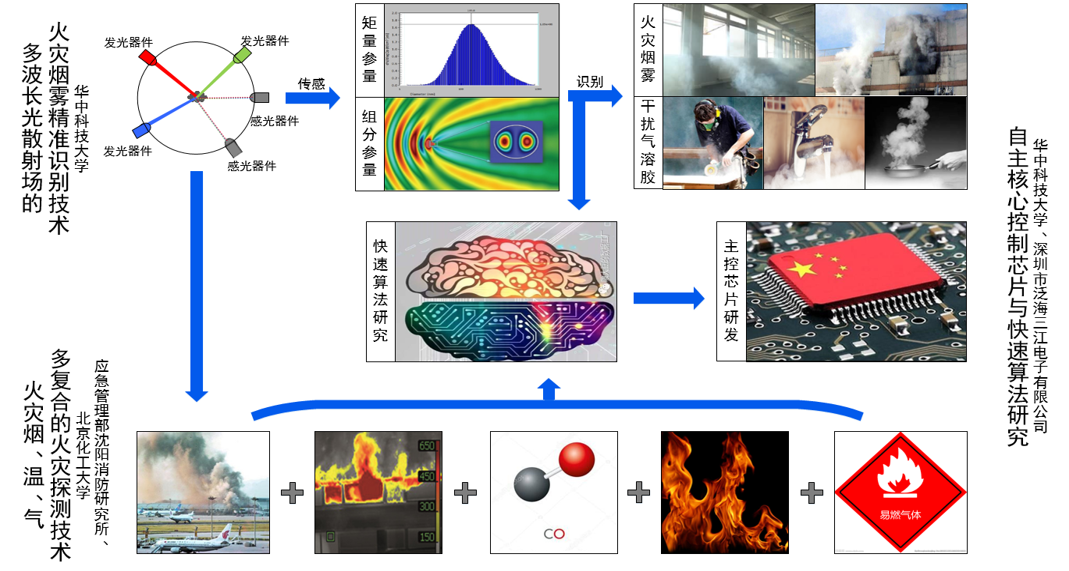 多波长光散射场的
火灾烟雾精准识别技术
华中科技大学
发光器件
发光器件
发光器件
感光器件
感光器件
传感
矩量参量
组分参量
识别
火灾烟雾
干扰气溶胶
快速算法研究
主控芯片研发
自主核心控制芯片与快速算法研究
华中科技大学、深圳市泛海三江电子有限公司
火灾烟、温、气
多复合的火灾探测技术
北京化工大学
应急管理部沈阳消防研究所、
650
450
300
150
CO
易燃气体